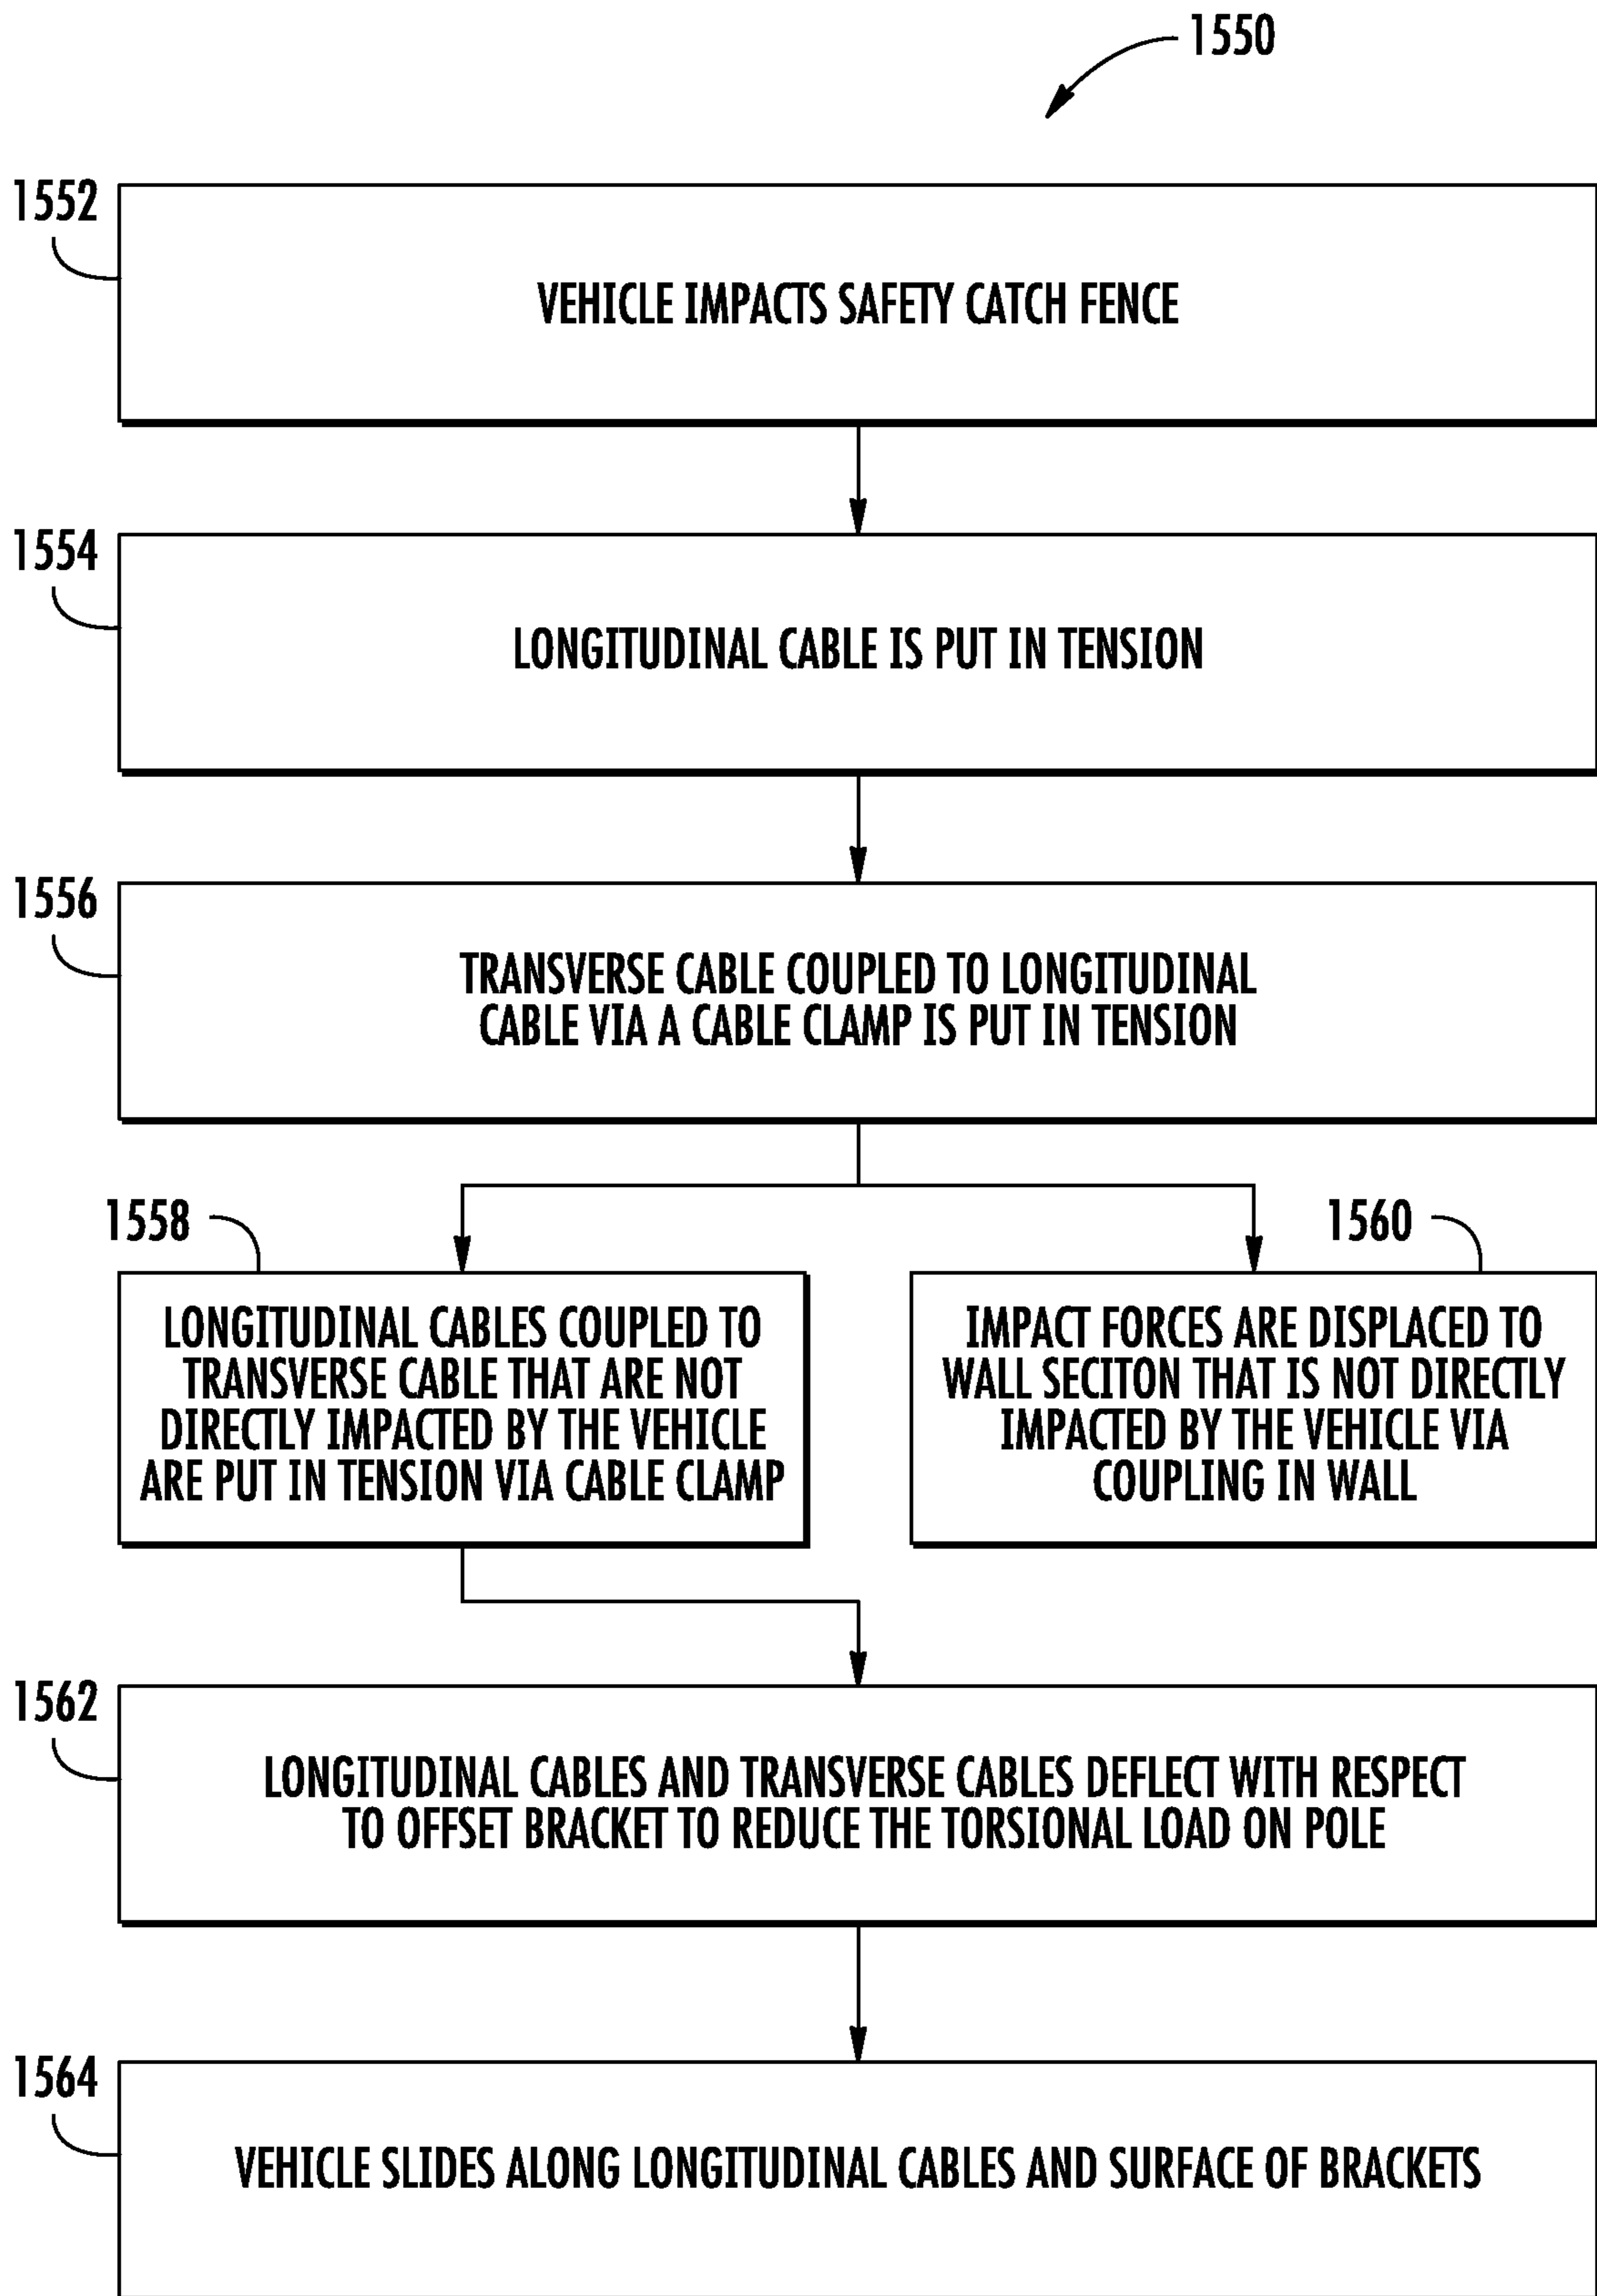 1550
1552
VEHICLE IMPACTS SAFETY CATCH FENCE
1554
LONGITUDINAL CABLE IS PUT IN TENSION
1556
TRANSVERSE CABLE COUPLED TO LONGITUDINAL
CABLE VIA A CABLE CLAMP IS PUT IN TENSION
1558
LONGITUDINAL CABLES COUPLED TO
TRANSVERSE CABLE THAT ARE NOT
DIRECTLY IMPACTED BY THE VEHICLE
ARE PUT IN TENSION VIA CABLE CLAMP
1560
IMPACT FORCES ARE DISPLACED TO
WALL SECITON THAT IS NOT DIRECTLY
IMPACTED BY THE VEHICLE VIA
COUPLING IN WALL
1562
LONGITUDINAL CABLES AND TRANSVERSE CABLES DEFLECT WITH RESPECT
TO OFFSET BRACKET TO REDUCE THE TORSIONAL LOAD ON POLE
1564
VEHICLE SLIDES ALONG LONGITUDINAL CABLES AND SURFACE OF BRACKETS